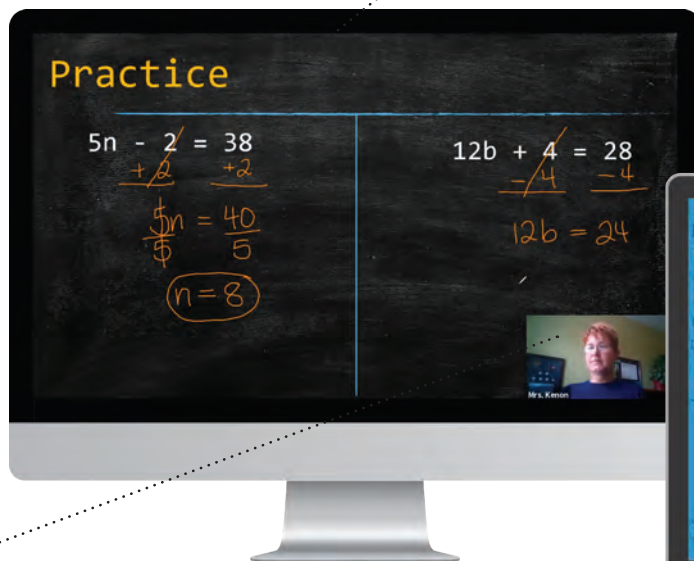 Practice
5n - 2 = 38
+ 2 +2
5n = 40
5 5
n = 8
12b + 4 = 28
- 4 - 4
12b = 24
Mrs. Kenon